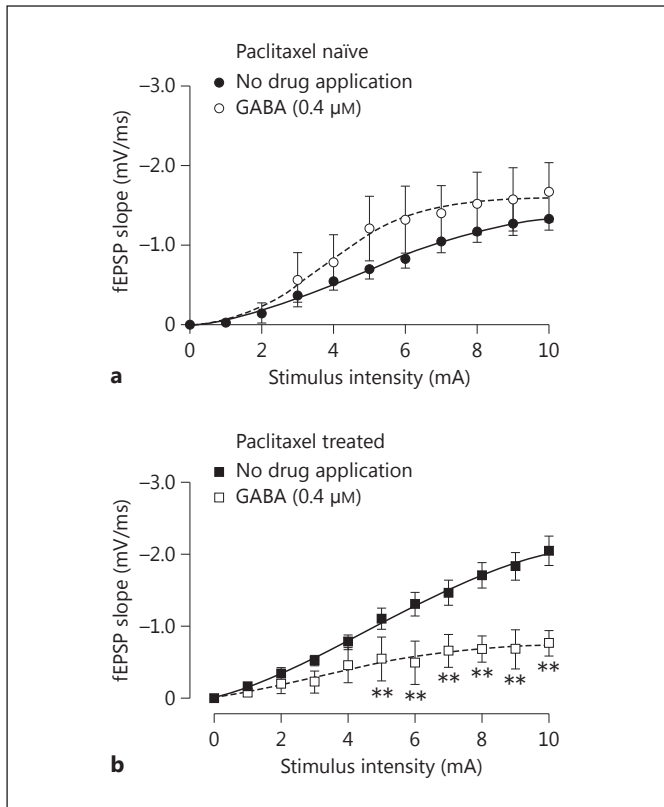 Paclitaxel naïve
No drug application
GABA (0.4 µM)
–3.0
–2.0
–1.0
0
fEPSP slope (mV/ms)
0 2 4 6 8 10
Stimulus intensity (mA)
a
Paclitaxel treated
No drug application
GABA (0.4 µM)
–3.0
–2.0
–1.0
0
fEPSP slope (mV/ms)
** ** ** ** ** **
0 2 4 6 8 10
Stimulus intensity (mA)
b